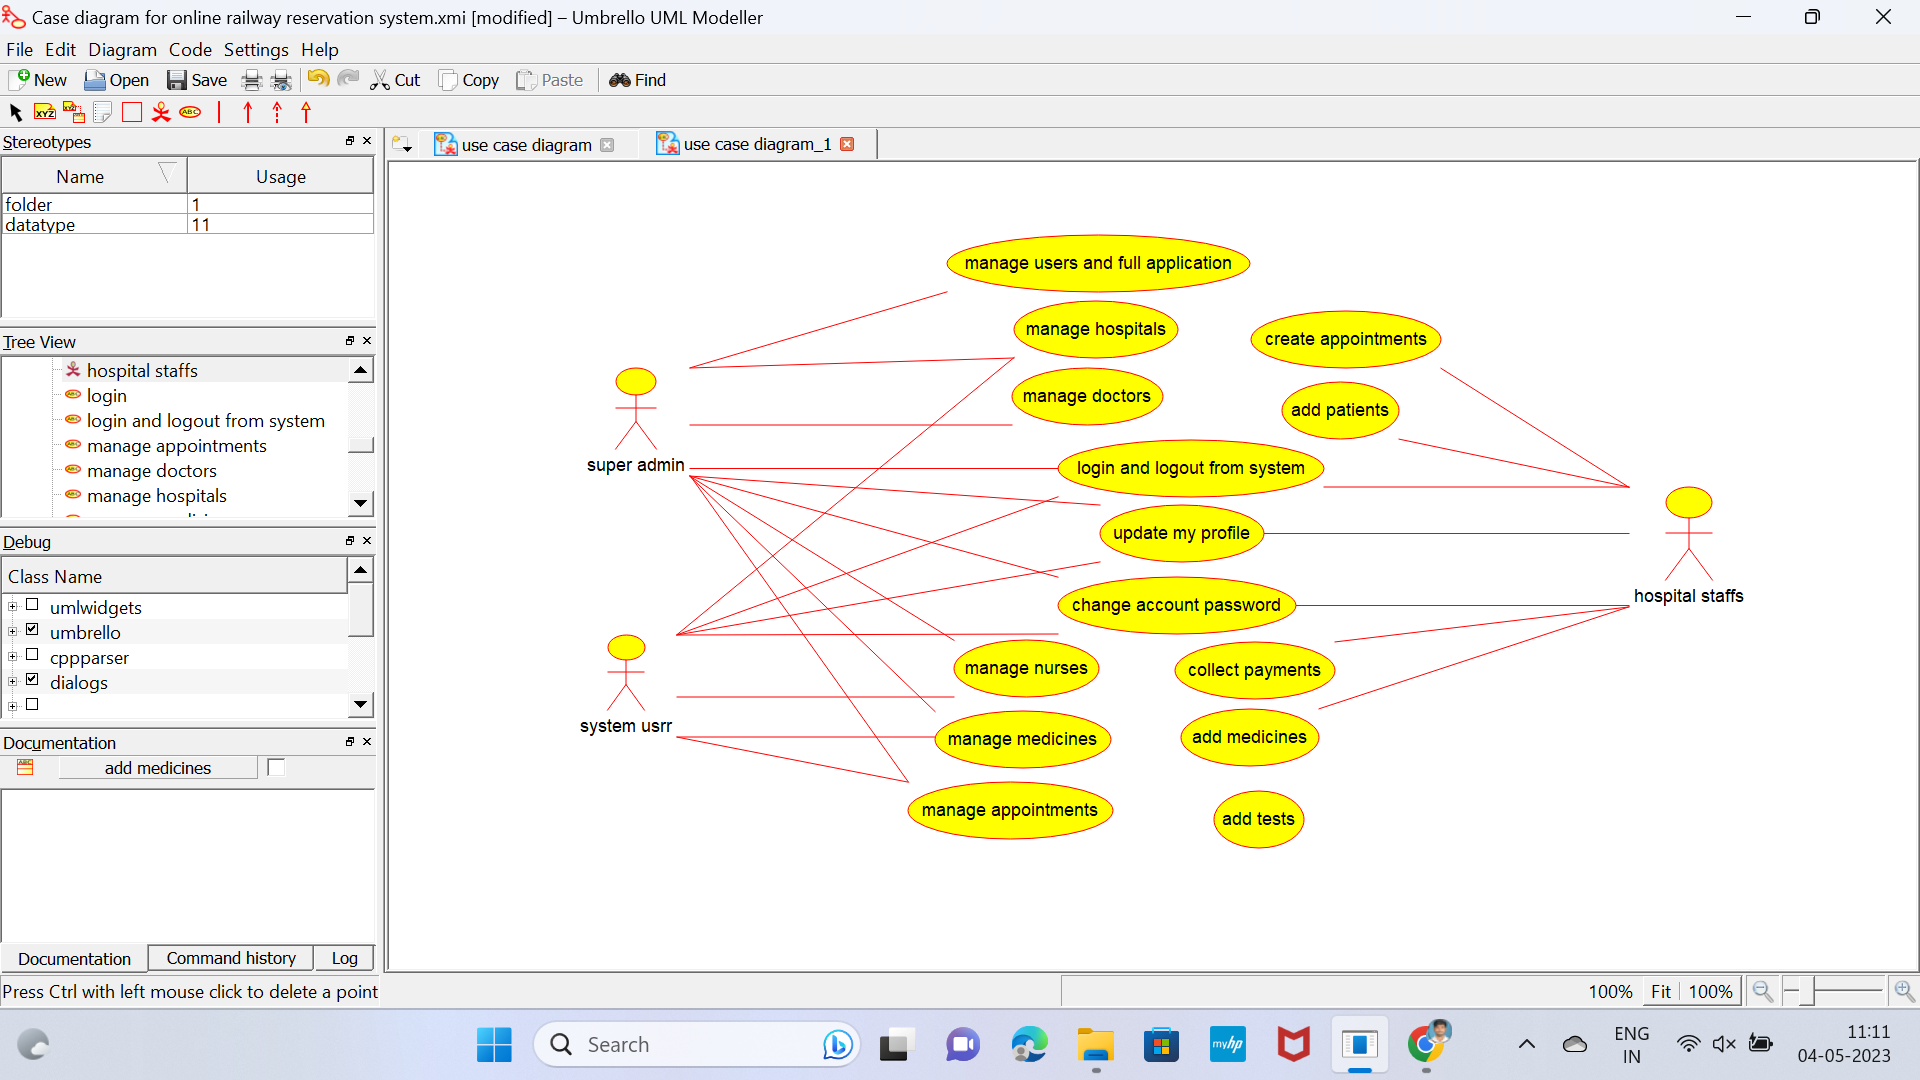 Case diagram for online railway reservation system.xmi [modified] – Umbrello UML Modeller
File Edit Diagram Code Settings Help
New Open Save Cut Copy Paste Find
XYZ XYZ ABC
Stereotypes
Name Usage
folder 1
datatype 11
Tree View
hospital staffs
login
login and logout from system
manage appointments
manage doctors
manage hospitals
Debug
Class Name
umlwidgets
umbrello
cppparser
dialogs
Documentation
add medicines
Documentation Command history Log
Press Ctrl with left mouse click to delete a point
use case diagram use case diagram_1
manage users and full application
manage hospitals
create appointments
manage doctors
add patients
super admin
login and logout from system
update my profile
hospital staffs
change account password
manage nurses
collect payments
system usrr
manage medicines
add medicines
manage appointments
add tests
100% Fit 100%
Search
myhp
ENG
IN
11:11
04-05-2023